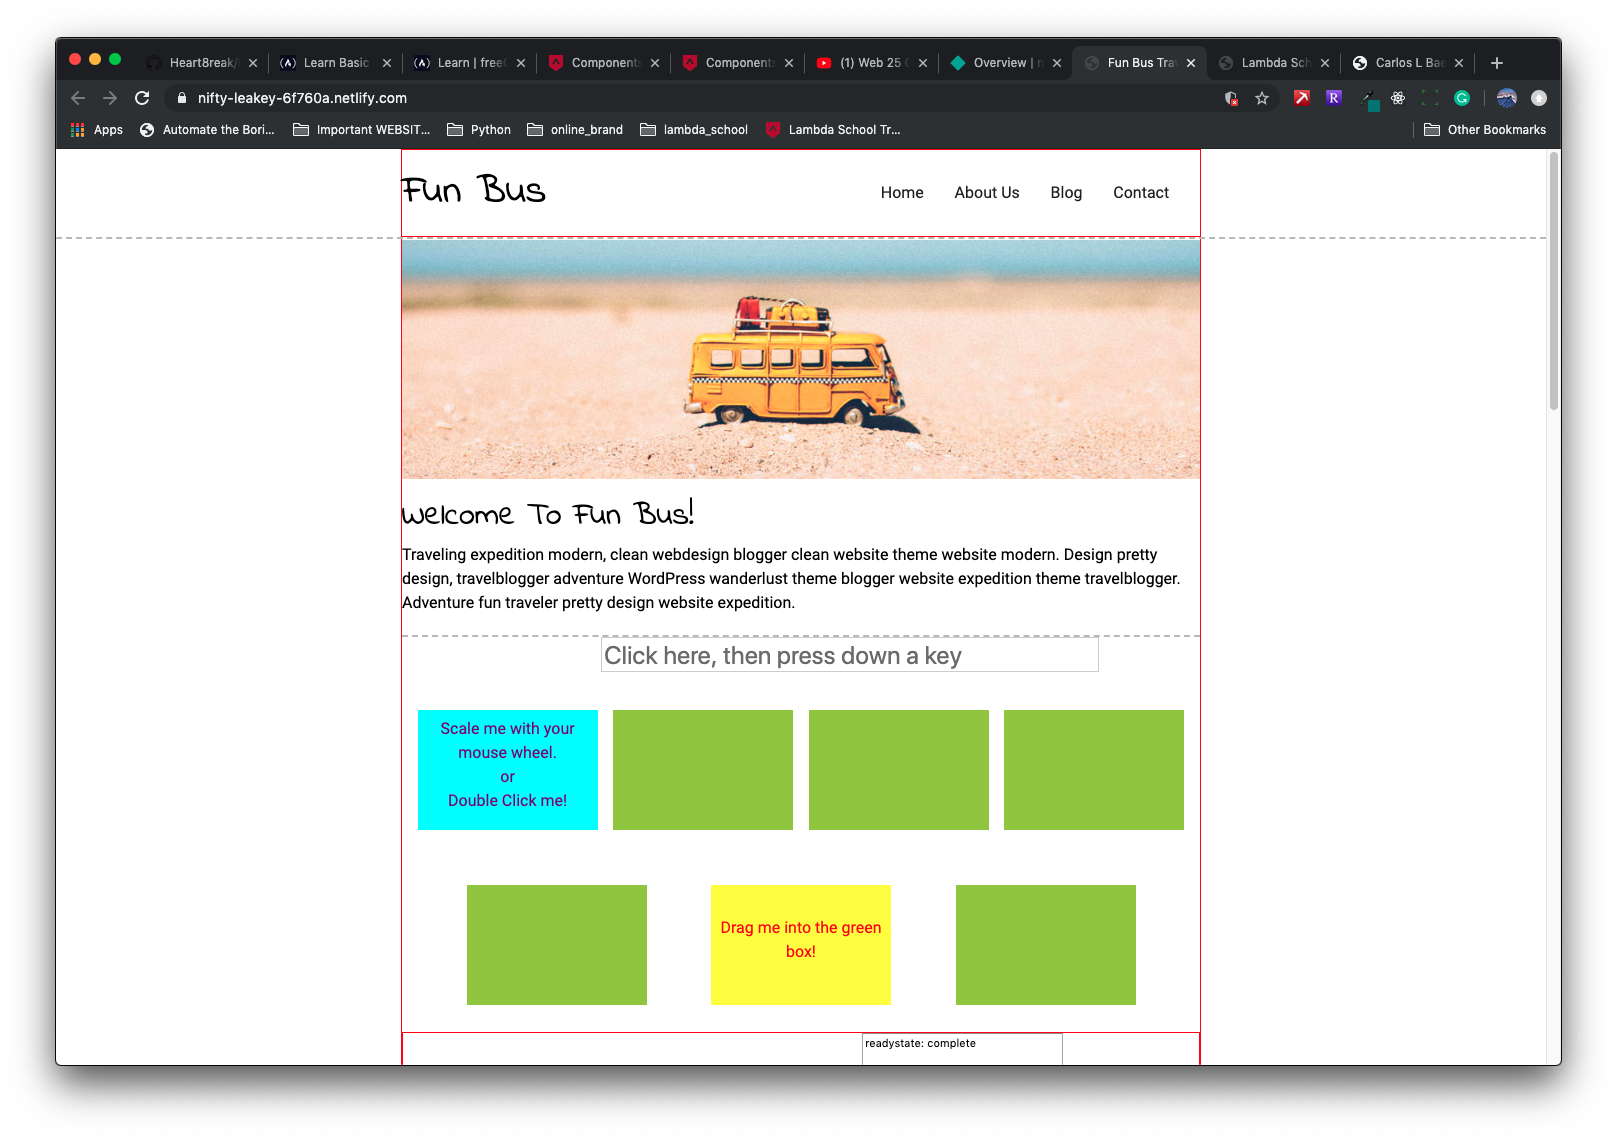 Heart8reak/
Learn Basic
Learn | free
Components
Components
(1) Web 25
Overview | n
Fun Bus Tra
Lambda Sch
Carlos L Bae
nifty-leakey-6f760a.netlify.com
Apps
Automate the Bori...
Important WEBSIT...
Python
online_brand
lambda_school
Lambda School Tr...
Other Bookmarks
Fun Bus
Home
About Us
Blog
Contact
Welcome To Fun Bus!
Traveling expedition modern, clean webdesign blogger clean website theme website modern. Design pretty
design, travelblogger adventure WordPress wanderlust theme blogger website expedition theme travelblogger.
Adventure fun traveler pretty design website expedition.
Click here, then press down a key
Scale me with your
mouse wheel.
or
Double Click me!
Drag me into the green
box!
readystate: complete